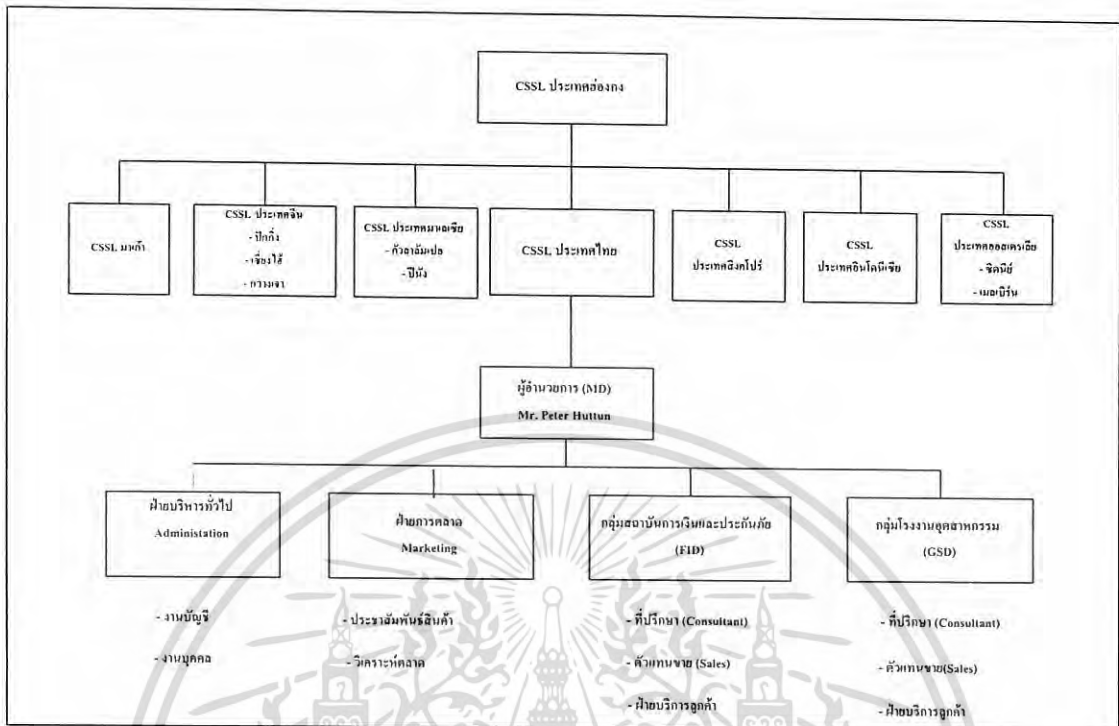 CSSL ประเทศฮ่องกง
CSSL มาเก๊า
CSSL ประเทศจีน
- ปักกิ่ง
- เซี่ยงไฮ้
- กวางเจา
CSSL ประเทศมาเลเซีย
- กัวลาลัมเปอ
- ปีนัง
CSSL ประเทศไทย
CSSL
ประเทศสิงคโปร์
CSSL
ประเทศอินโดนีเซีย
CSSL
ประเทศออสเตรเลีย
- ซิดนีย์
- เมลเบิร์น
ผู้อำนวยการ (MD)
Mr. Peter Huttun
ฝ่ายบริหารทั่วไป
Administation
- งานบัญชี
- งานบุคคล
ฝ่ายการตลาด
Marketing
- ประชาสัมพันธ์สินค้า
- วิเคราะห์ตลาด
กลุ่มสถาบันการเงินและประกันภัย
(FID)
- ที่ปรึกษา (Consultant)
- ตัวแทนขาย (Sales)
- ฝ่ายบริการลูกค้า
กลุ่มโรงงานอุตสาหกรรม
(GSD)
- ที่ปรึกษา (Consultant)
- ตัวแทนขาย(Sales)
- ฝ่ายบริการลูกค้า